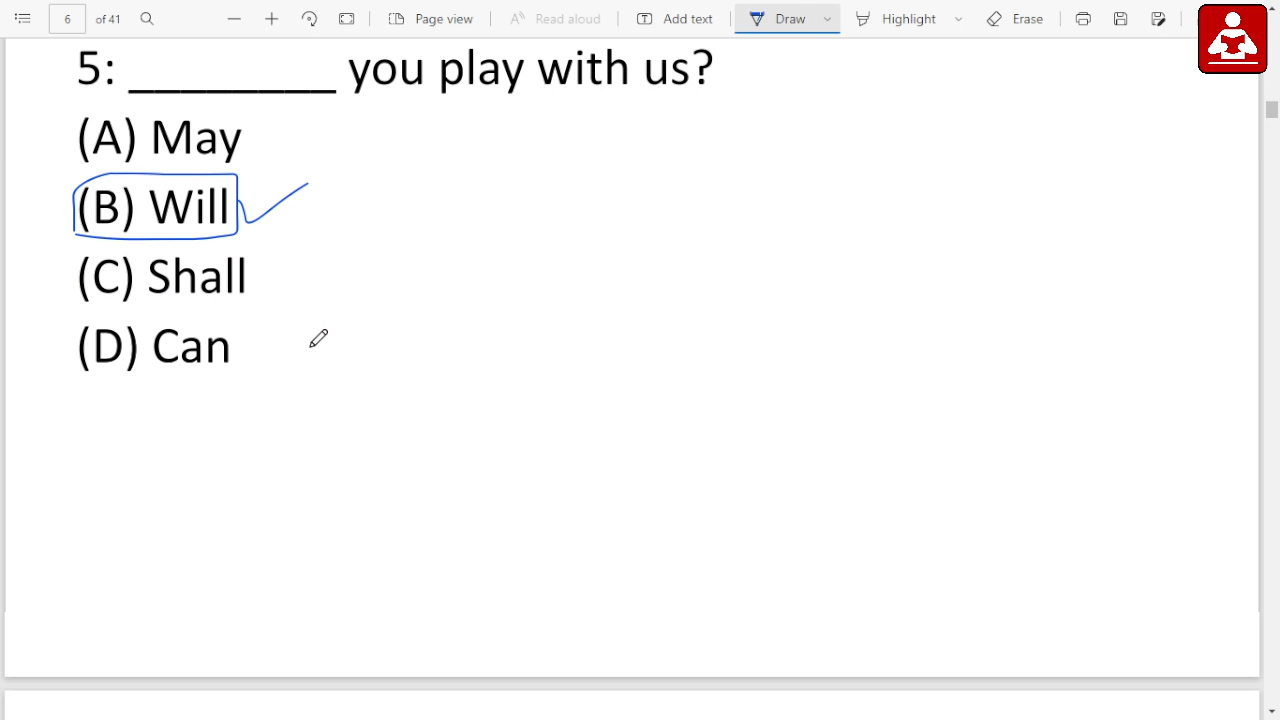 6 of 41 Page view Read aloud Add text Draw Highlight Erase
5: ________ you play with us?
(A) May
(B) Will
(C) Shall
(D) Can